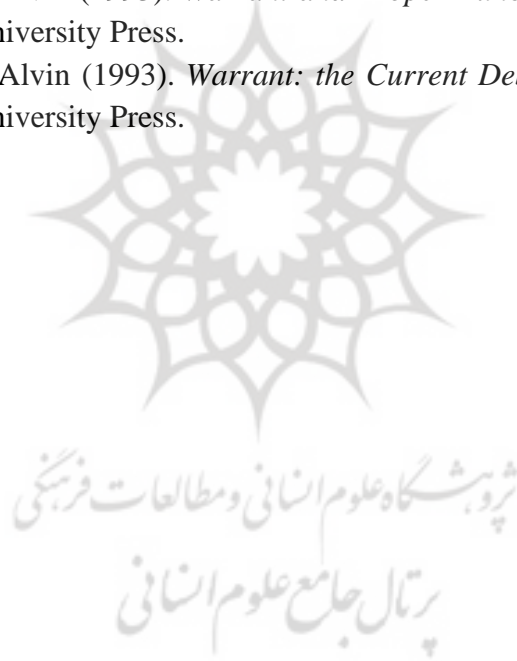 niversity Press.
Alvin (1993). Warrant: the Current De
niversity Press.
پژوهشگاه علوم انسانی و مطالعات فرهنگی
پرتال جامع علوم انسانی